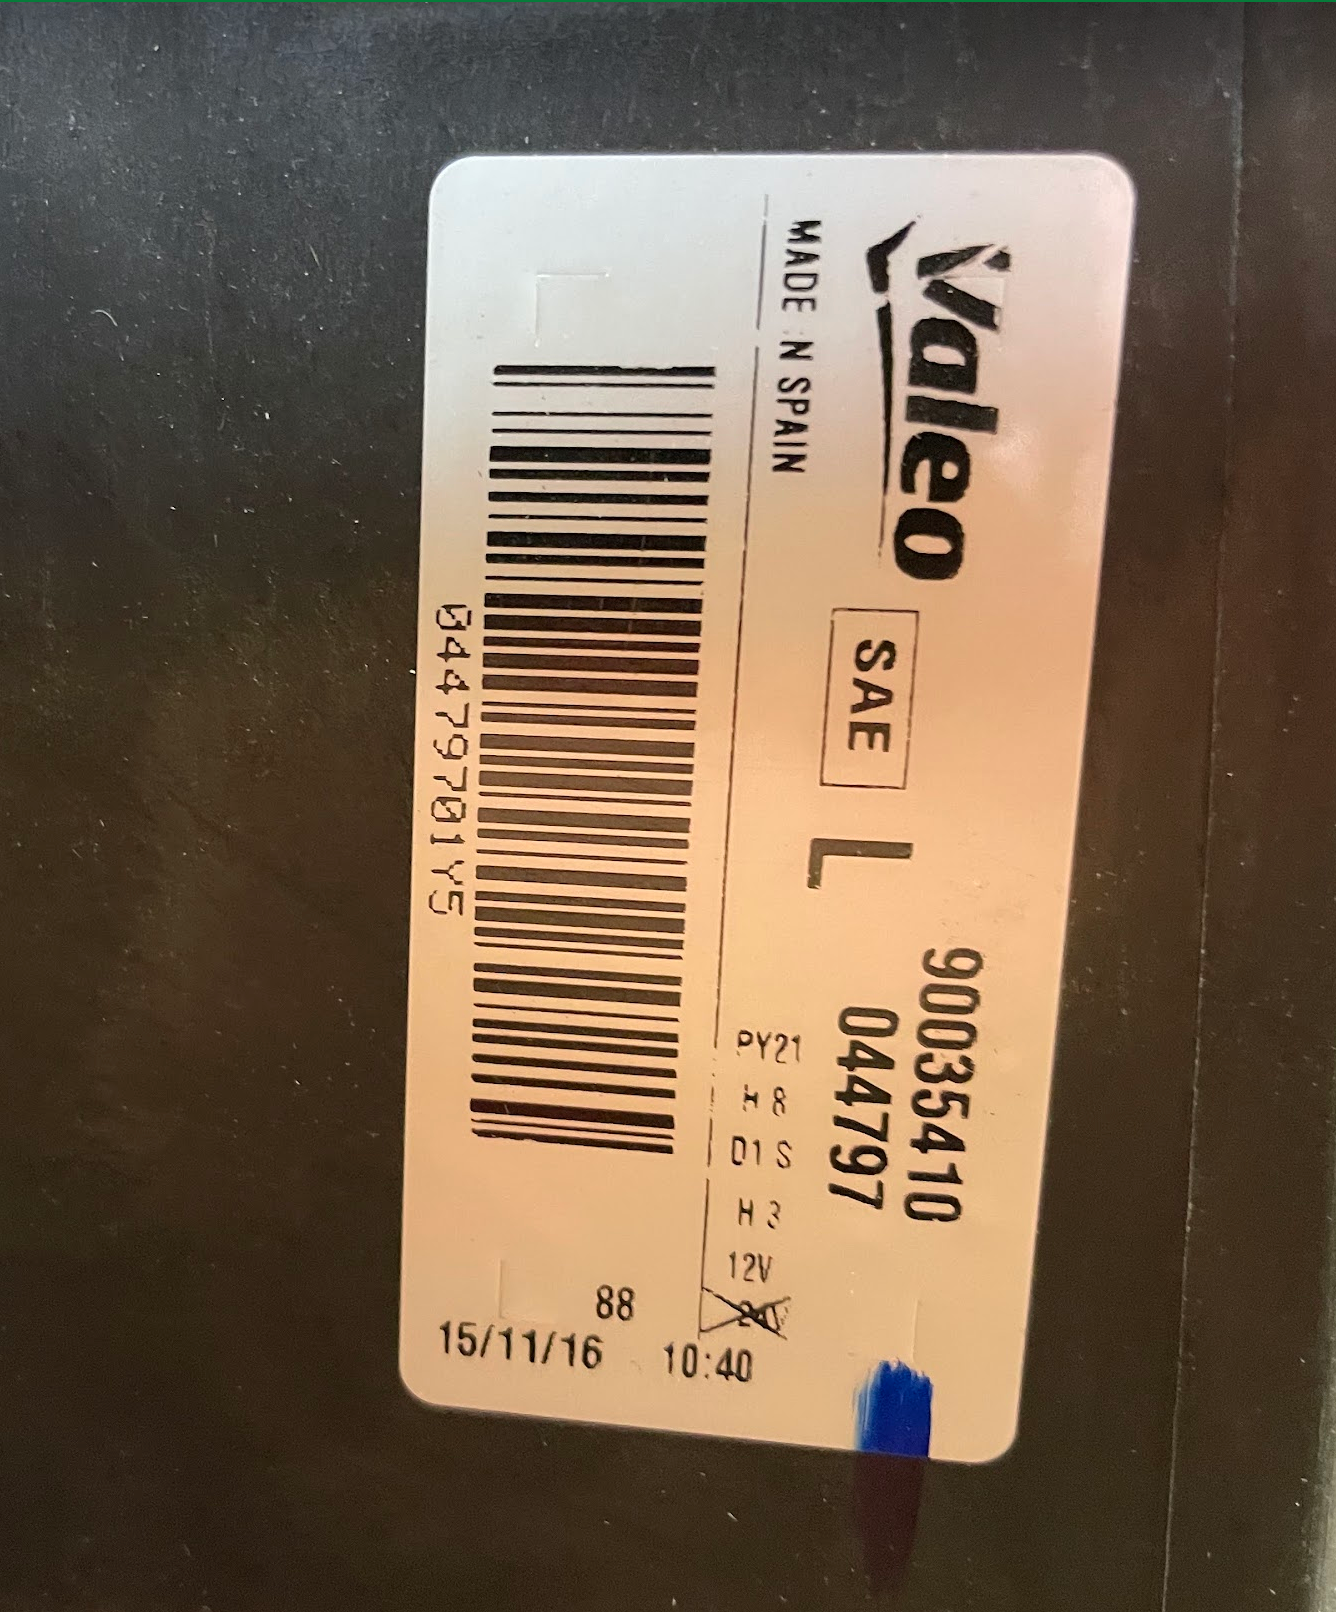 Valeo
MADE IN SPAIN
SAE
L
90035410
044797
PY21
H 8
D1 S
H 3
12V
24V
04479701Y5
88
15/11/16 10:40